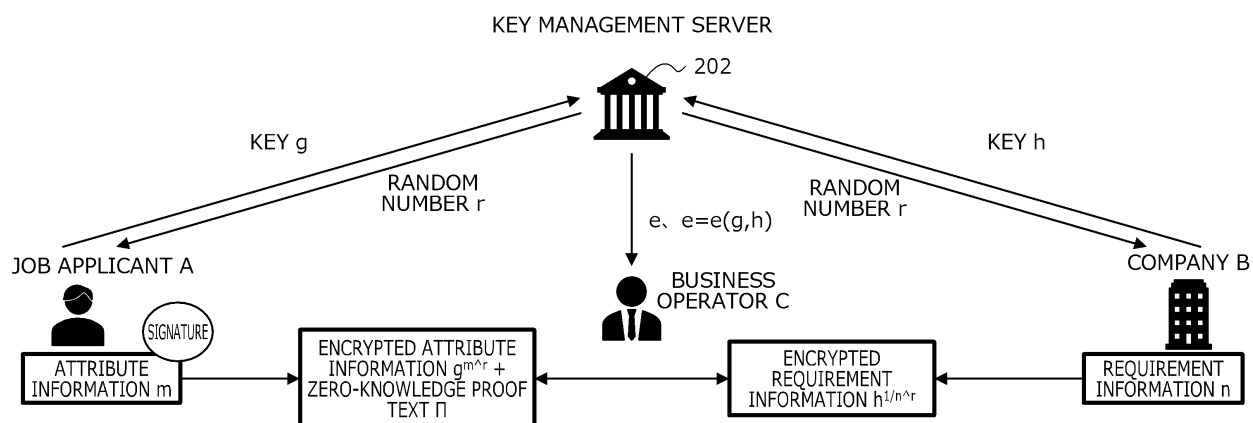 KEY MANAGEMENT SERVER
202
KEY g
KEY h
RANDOM
NUMBER r
RANDOM
NUMBER r
e、e=e(g,h)
JOB APPLICANT A
COMPANY B
BUSINESS
OPERATOR C
SIGNATURE
ATTRIBUTE
INFORMATION m
ENCRYPTED ATTRIBUTE
INFORMATION g^m^r +
ZERO-KNOWLEDGE PROOF
TEXT Π
ENCRYPTED
REQUIREMENT
INFORMATION h^1/n^r
REQUIREMENT
INFORMATION n